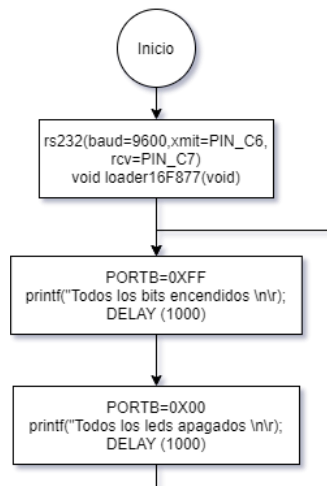 Inicio
rs232(baud=9600,xmit=PIN_C6,
rcv=PIN_C7)
void loader16F877(void)
PORTB=0XFF
printf("Todos los bits encendidos \n\r);
DELAY (1000)
PORTB=0X00
printf("Todos los leds apagados \n\r);
DELAY (1000)